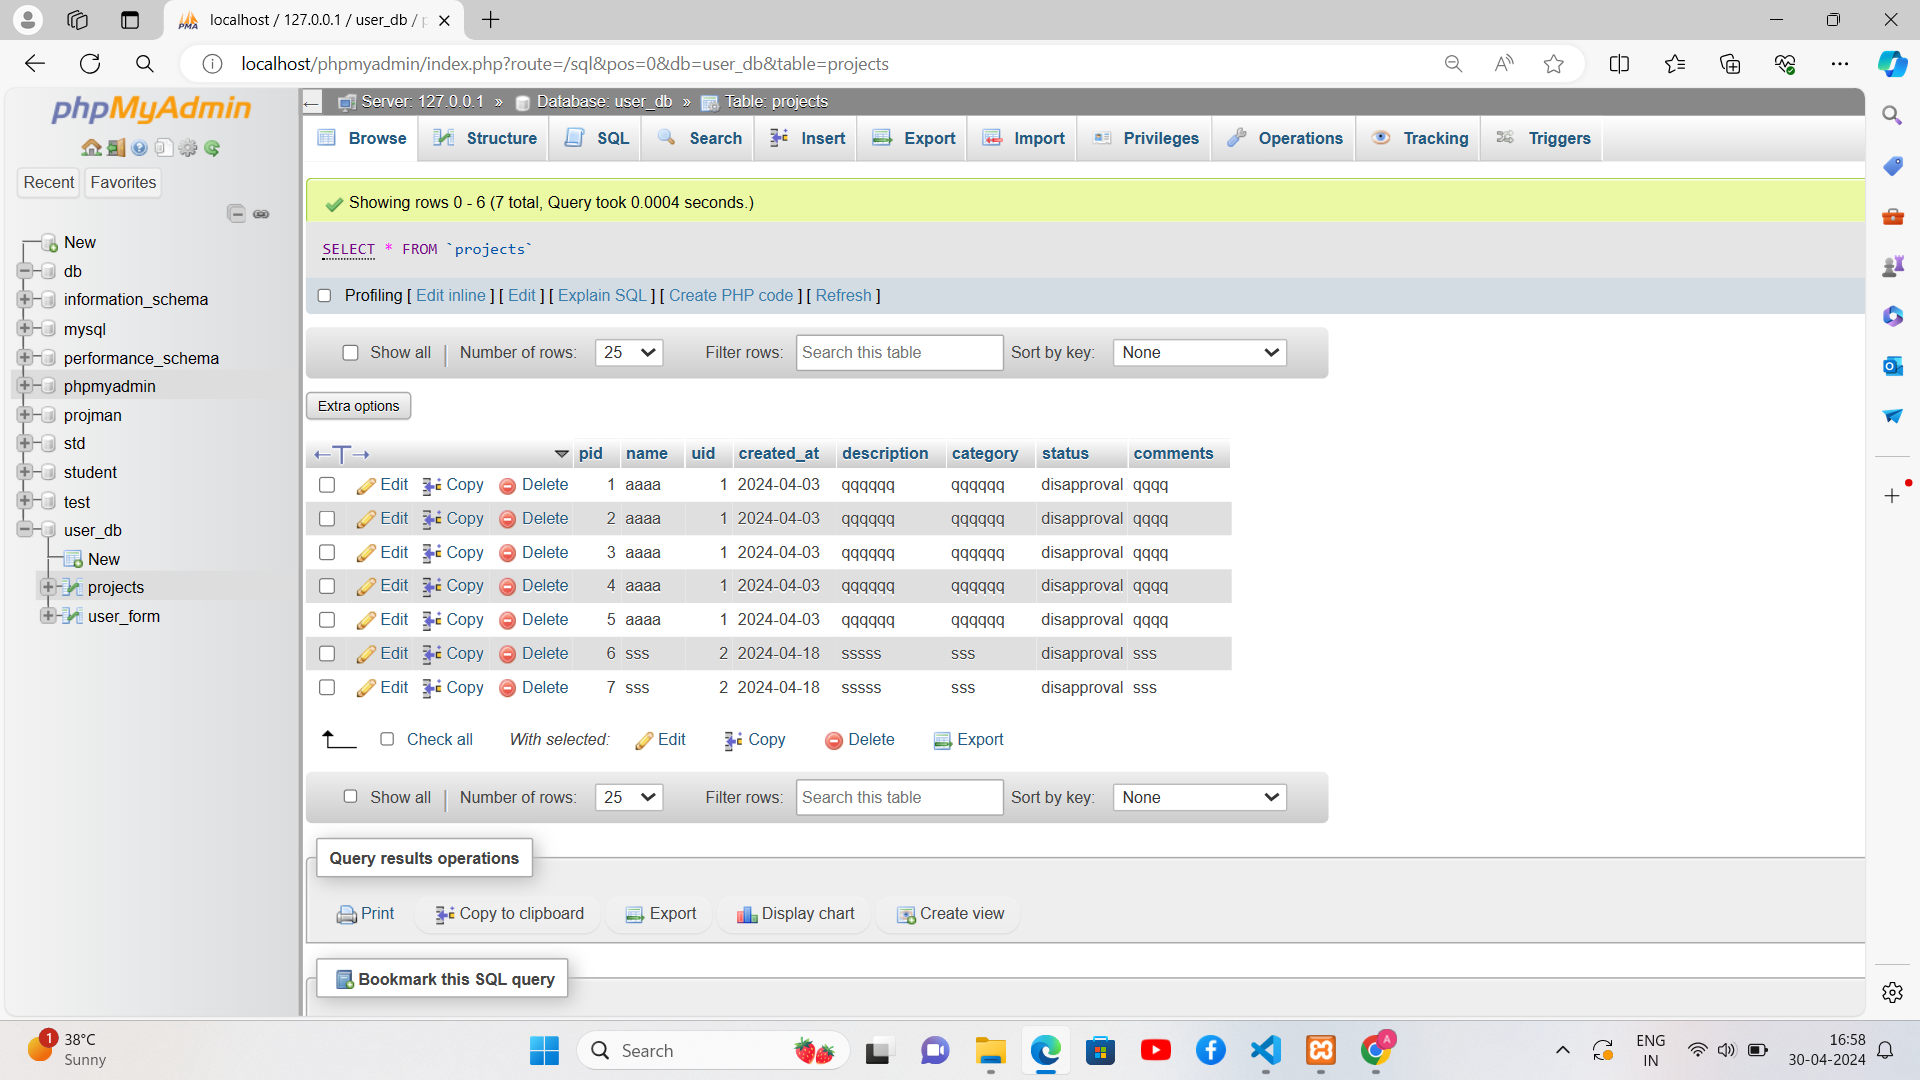 localhost / 127.0.0.1 / user_db / p
localhost/phpmyadmin/index.php?route=/sql&pos=0&db=user_db&table=projects
phpMyAdmin
Recent Favorites
New
db
information_schema
mysql
performance_schema
phpmyadmin
projman
std
student
test
user_db
New
projects
user_form
Server: 127.0.0.1 » Database: user_db » Table: projects
Browse Structure SQL Search Insert Export Import Privileges Operations Tracking Triggers
Showing rows 0 - 6 (7 total, Query took 0.0004 seconds.)
SELECT * FROM `projects`
Profiling [ Edit inline ] [ Edit ] [ Explain SQL ] [ Create PHP code ] [ Refresh ]
Show all | Number of rows: 25 Filter rows: Search this table Sort by key: None
Extra options
←T→ pid name uid created_at description category status comments
Edit Copy Delete 1 aaaa 1 2024-04-03 qqqqqq qqqqqq disapproval qqqq
Edit Copy Delete 2 aaaa 1 2024-04-03 qqqqqq qqqqqq disapproval qqqq
Edit Copy Delete 3 aaaa 1 2024-04-03 qqqqqq qqqqqq disapproval qqqq
Edit Copy Delete 4 aaaa 1 2024-04-03 qqqqqq qqqqqq disapproval qqqq
Edit Copy Delete 5 aaaa 1 2024-04-03 qqqqqq qqqqqq disapproval qqqq
Edit Copy Delete 6 sss 2 2024-04-18 sssss sss disapproval sss
Edit Copy Delete 7 sss 2 2024-04-18 sssss sss disapproval sss
Check all With selected: Edit Copy Delete Export
Show all | Number of rows: 25 Filter rows: Search this table Sort by key: None
Query results operations
Print Copy to clipboard Export Display chart Create view
Bookmark this SQL query
1 38°C
Sunny
Search
A
ENG
IN
16:58
30-04-2024